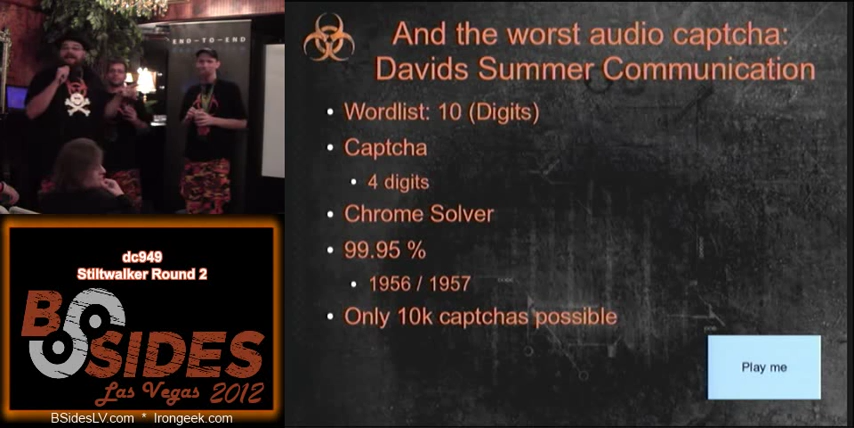 END-TO-END
And the worst audio captcha:
Davids Summer Communication
Wordlist: 10 (Digits)
Captcha
4 digits
Chrome Solver
99.95 %
1956 / 1957
Only 10k captchas possible
Play me
dc949
Stiltwalker Round 2
BSIDES
Las Vegas 2012
BSidesLV.com * Irongeek.com